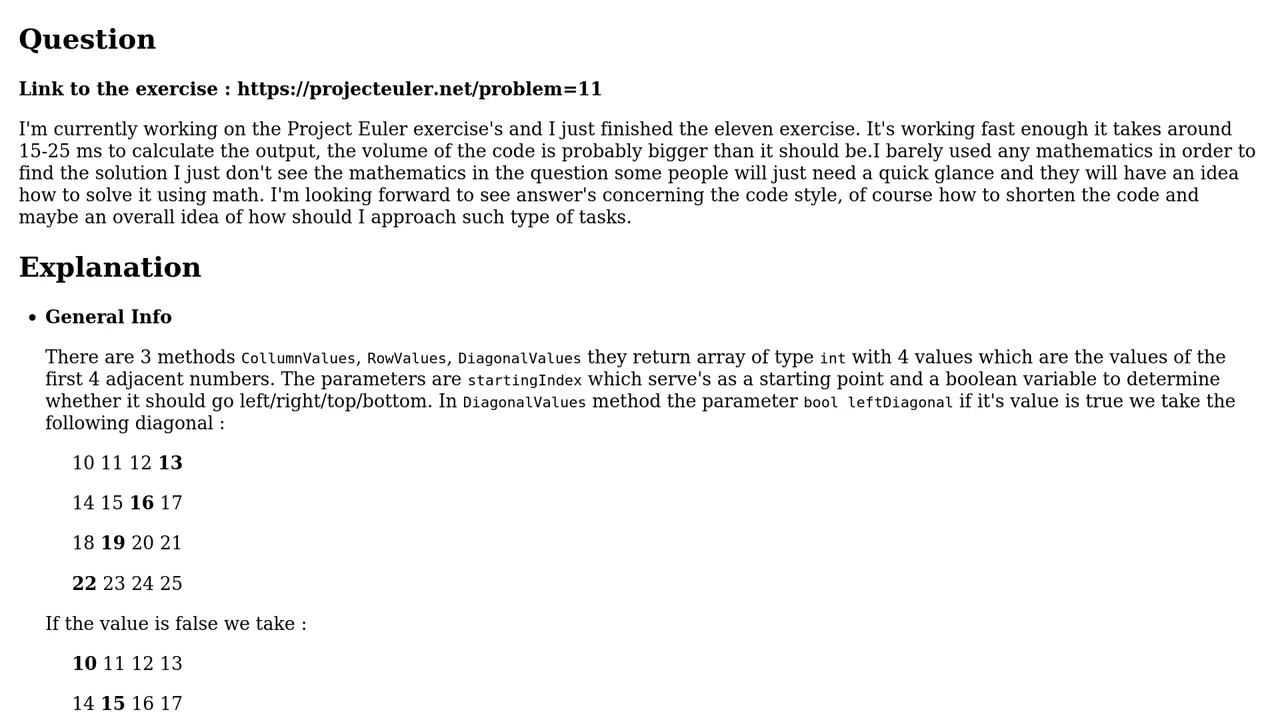 Question
Link to the exercise : https://projecteuler.net/problem=11
I'm currently working on the Project Euler exercise's and I just finished the eleven exercise. It's working fast enough it takes around
15-25 ms to calculate the output, the volume of the code is probably bigger than it should be.I barely used any mathematics in order to
find the solution I just don't see the mathematics in the question some people will just need a quick glance and they will have an idea
how to solve it using math. I'm looking forward to see answer's concerning the code style, of course how to shorten the code and
maybe an overall idea of how should I approach such type of tasks.
Explanation
• General Info
There are 3 methods CollumnValues, RowValues, DiagonalValues they return array of type int with 4 values which are the values of the
first 4 adjacent numbers. The parameters are startingIndex which serve's as a starting point and a boolean variable to determine
whether it should go left/right/top/bottom. In DiagonalValues method the parameter bool leftDiagonal if it's value is true we take the
following diagonal :
10 11 12 13
14 15 16 17
18 19 20 21
22 23 24 25
If the value is false we take :
10 11 12 13
14 15 16 17